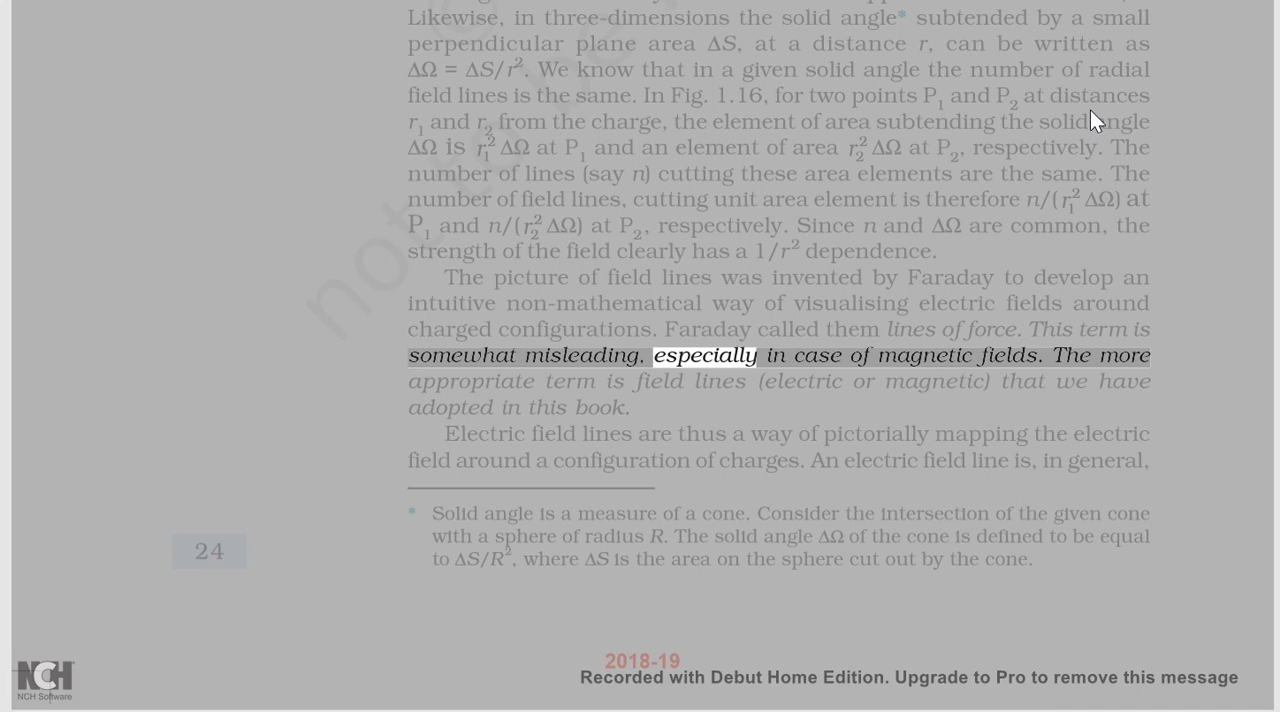 Likewise, in three-dimensions the solid angle* subtended by a small
perpendicular plane area ΔS, at a distance r, can be written as
ΔΩ = ΔS/r². We know that in a given solid angle the number of radial
field lines is the same. In Fig. 1.16, for two points P₁ and P₂ at distances
r₁ and r₂ from the charge, the element of area subtending the solid angle
ΔΩ is r₁² ΔΩ at P₁ and an element of area r₂² ΔΩ at P₂, respectively. The
number of lines (say n) cutting these area elements are the same. The
number of field lines, cutting unit area element is therefore n/(r₁² ΔΩ) at
P₁ and n/(r₂² ΔΩ) at P₂, respectively. Since n and ΔΩ are common, the
strength of the field clearly has a 1/r² dependence.
The picture of field lines was invented by Faraday to develop an
intuitive non-mathematical way of visualising electric fields around
charged configurations. Faraday called them lines of force. This term is
somewhat misleading, especially in case of magnetic fields. The more
appropriate term is field lines (electric or magnetic) that we have
adopted in this book.
Electric field lines are thus a way of pictorially mapping the electric
field around a configuration of charges. An electric field line is, in general,
* Solid angle is a measure of a cone. Consider the intersection of the given cone
with a sphere of radius R. The solid angle ΔΩ of the cone is defined to be equal
to ΔS/R², where ΔS is the area on the sphere cut out by the cone.
24
not to be
2018-19
Recorded with Debut Home Edition. Upgrade to Pro to remove this message
NCH
NCH Software